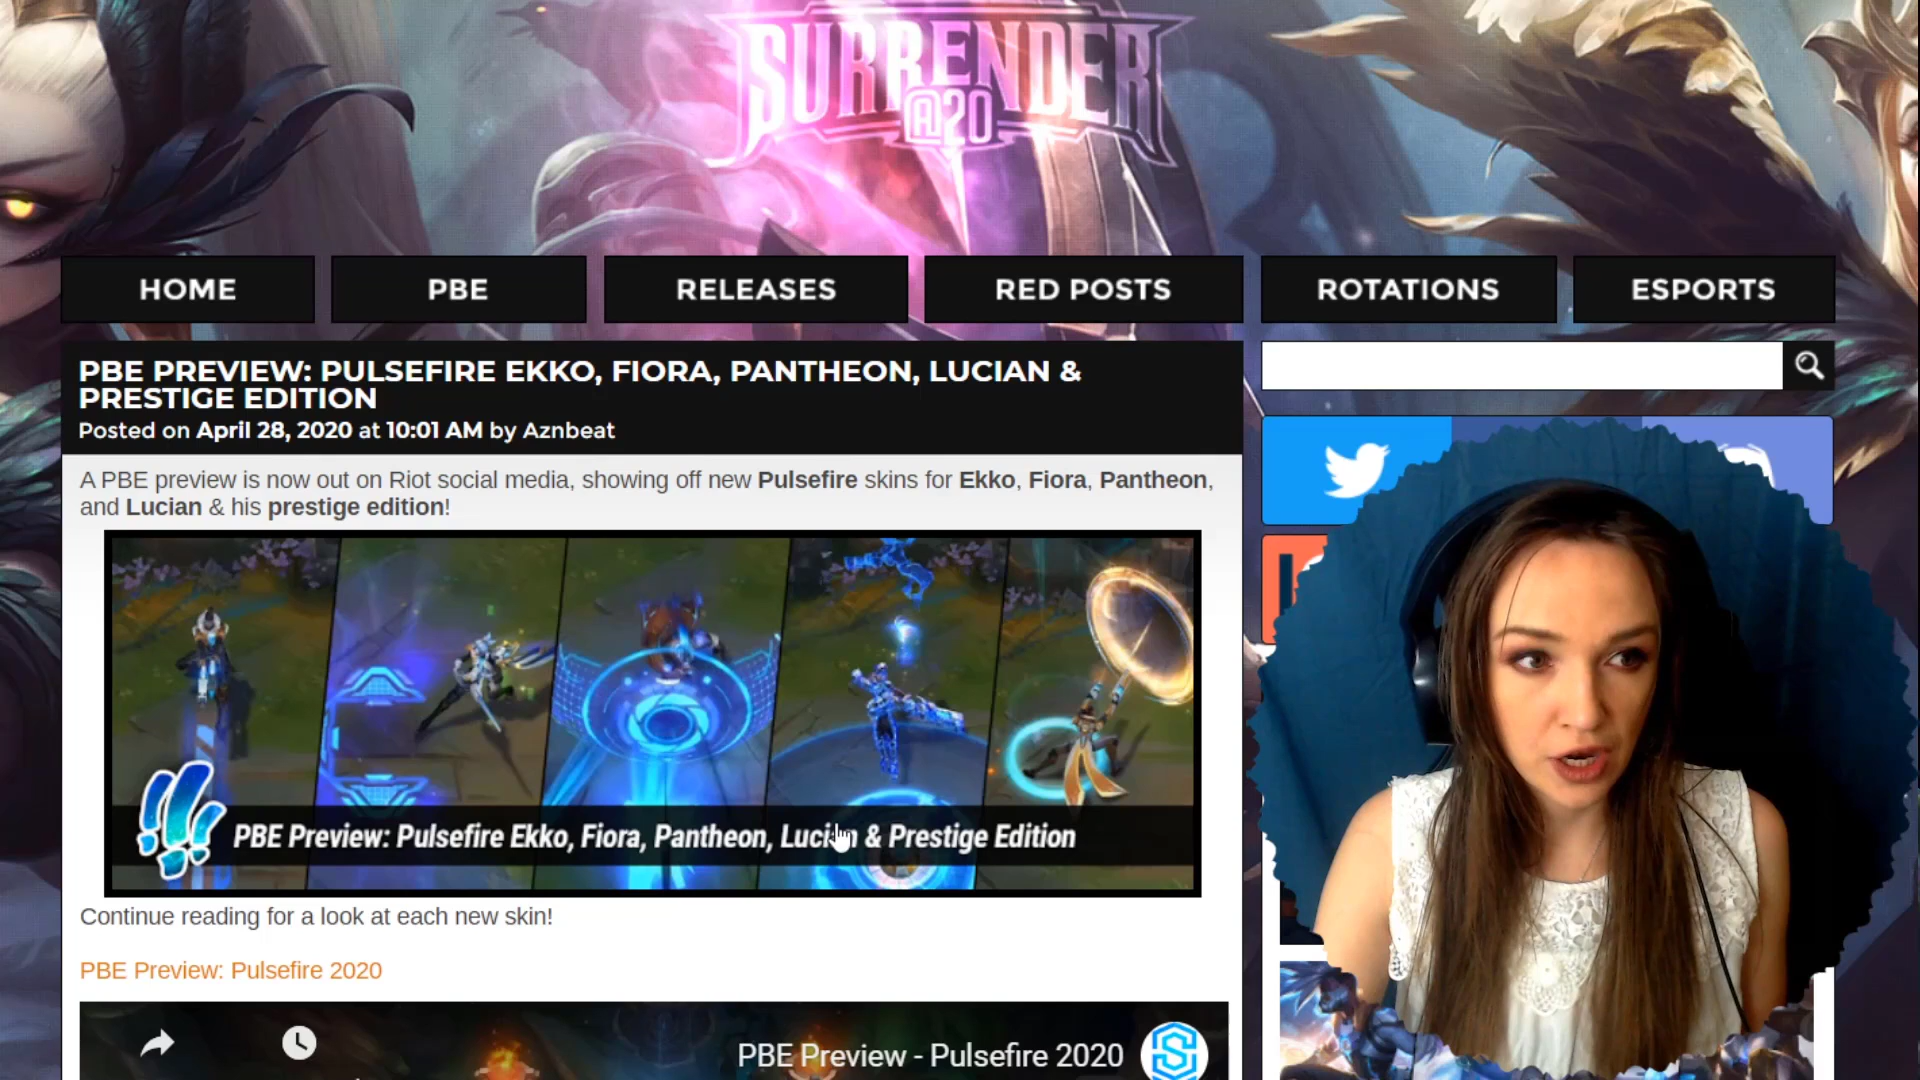 SURRENDER
@20
HOME
PBE
RELEASES
RED POSTS
ROTATIONS
ESPORTS
PBE PREVIEW: PULSEFIRE EKKO, FIORA, PANTHEON, LUCIAN &
PRESTIGE EDITION
Posted on April 28, 2020 at 10:01 AM by Aznbeat
A PBE preview is now out on Riot social media, showing off new Pulsefire skins for Ekko, Fiora, Pantheon,
and Lucian & his prestige edition!
PBE Preview: Pulsefire Ekko, Fiora, Pantheon, Lucian & Prestige Edition
Continue reading for a look at each new skin!
PBE Preview: Pulsefire 2020
PBE Preview - Pulsefire 2020